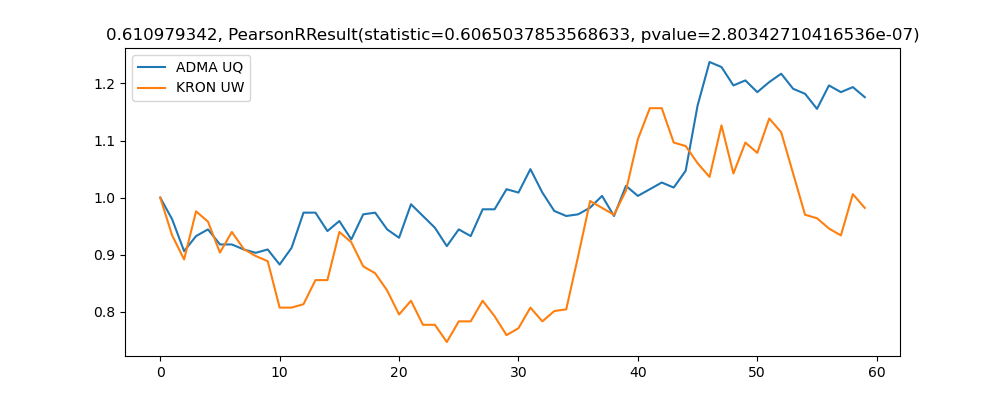 0.610979342, PearsonRResult(statistic=0.6065037853568633, pvalue=2.80342710416536e-07)
ADMA UQ
KRON UW
1.2
1.1
1.0
0.9
0.8
0 10 20 30 40 50 60